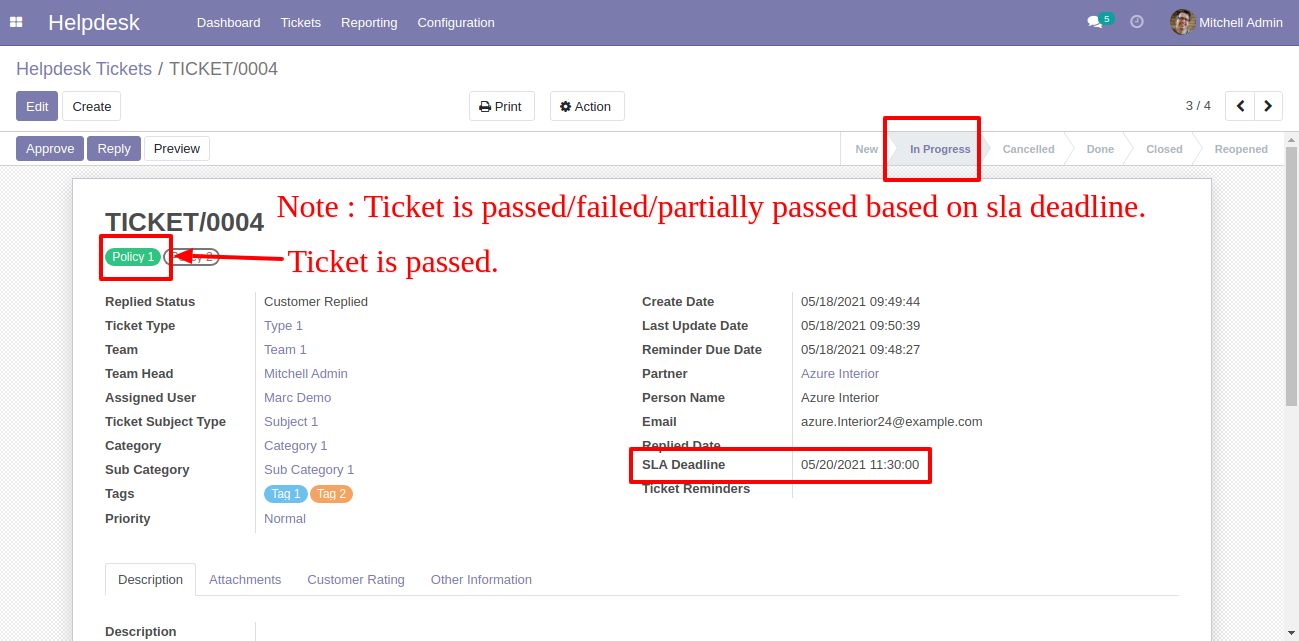 Helpdesk Dashboard Tickets Reporting Configuration 5 Mitchell Admin
Helpdesk Tickets / TICKET/0004
Edit Create Print Action 3 / 4
Approve Reply Preview New In Progress Cancelled Done Closed Reopened
TICKET/0004 Note : Ticket is passed/failed/partially passed based on sla deadline.
Policy 1 Policy 2 Ticket is passed.
Replied Status Customer Replied
Ticket Type Type 1
Team Team 1
Team Head Mitchell Admin
Assigned User Marc Demo
Ticket Subject Type Subject 1
Category Category 1
Sub Category Sub Category 1
Tags Tag 1 Tag 2
Priority Normal
Create Date 05/18/2021 09:49:44
Last Update Date 05/18/2021 09:50:39
Reminder Due Date 05/18/2021 09:48:27
Partner Azure Interior
Person Name Azure Interior
Email azure.Interior24@example.com
Replied Date
SLA Deadline 05/20/2021 11:30:00
Ticket Reminders
Description Attachments Customer Rating Other Information
Description